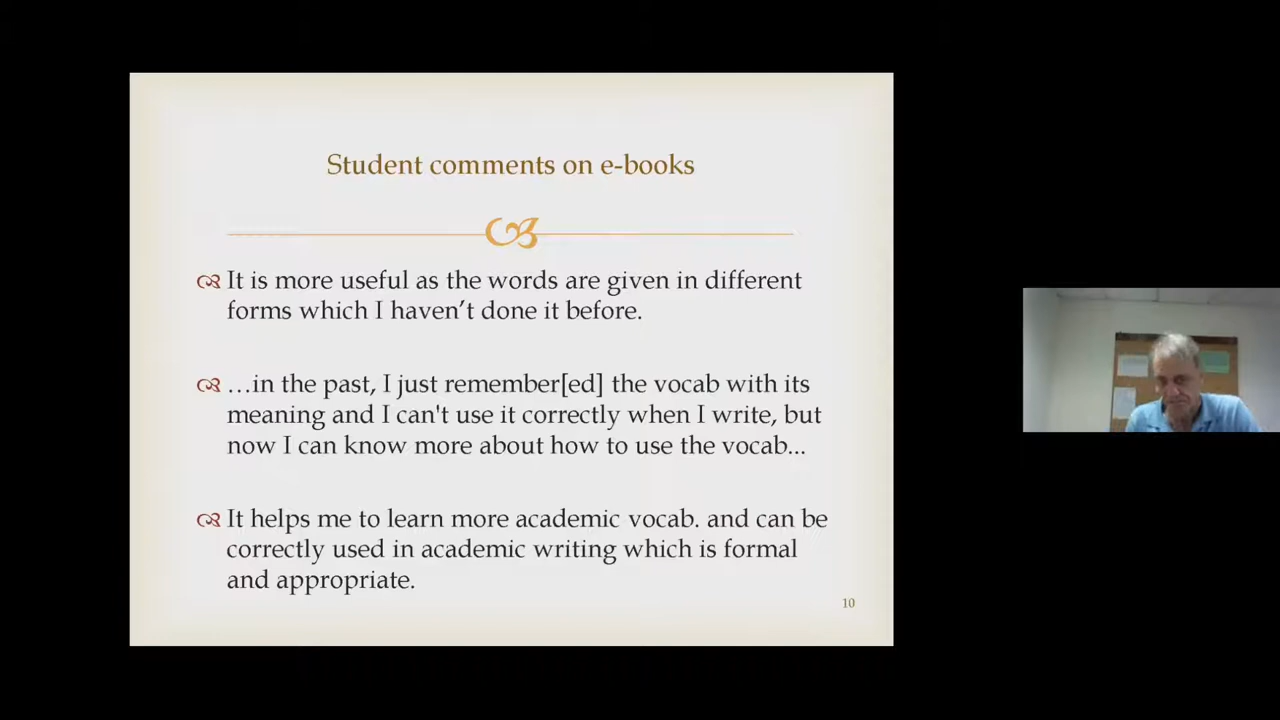 Student comments on e-books
It is more useful as the words are given in different
forms which I haven’t done it before.
…in the past, I just remember[ed] the vocab with its
meaning and I can't use it correctly when I write, but
now I can know more about how to use the vocab...
It helps me to learn more academic vocab. and can be
correctly used in academic writing which is formal
and appropriate.
10